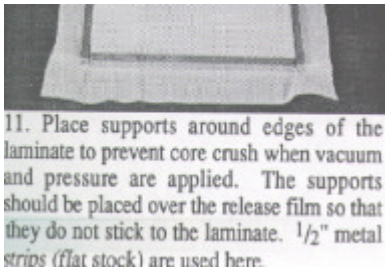 11. Place supports around edges of the
laminate to prevent core crush when vacuum
and pressure are applied. The supports
should be placed over the release film so that
they do not stick to the laminate. 1/2" metal
strips (flat stock) are used here.